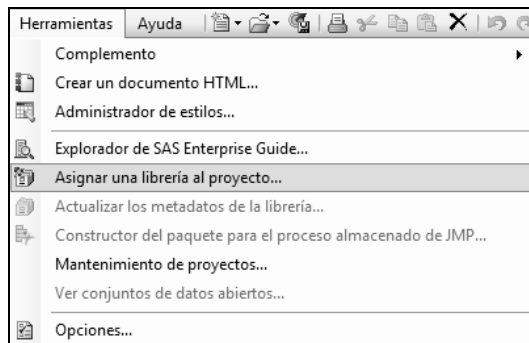 Herramientas Ayuda
Complemento
Crear un documento HTML...
Administrador de estilos...
Explorador de SAS Enterprise Guide...
Asignar una librería al proyecto...
Actualizar los metadatos de la librería...
Constructor del paquete para el proceso almacenado de JMP...
Mantenimiento de proyectos...
Ver conjuntos de datos abiertos...
Opciones...